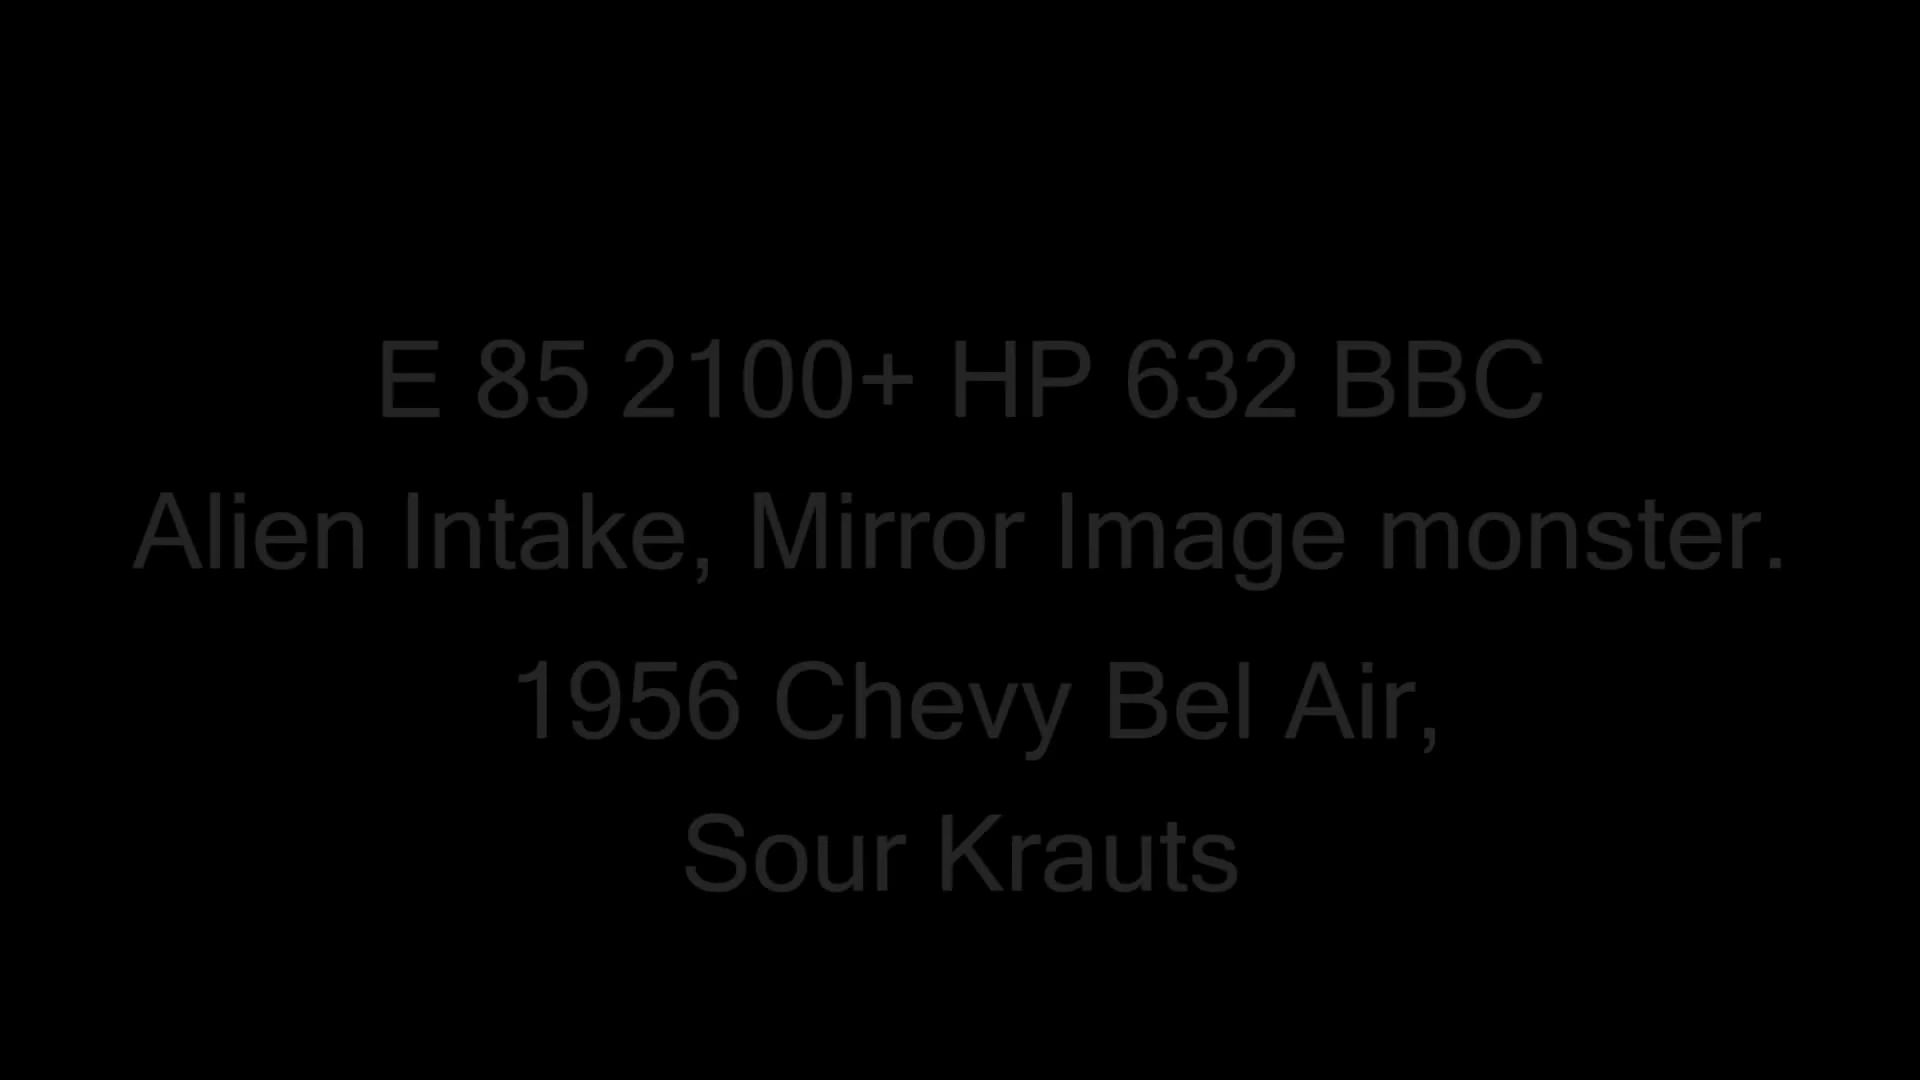 E 85 2100+ HP 632 BBC
Alien Intake, Mirror Image monster.
1956 Chevy Bel Air,
Sour Krauts